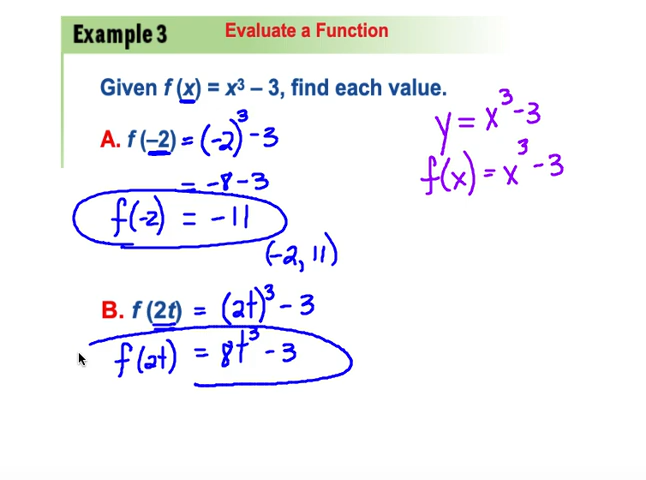 Example 3 Evaluate a Function
Given f (x) = x³ – 3, find each value.
y = x³ - 3
f(x) = x³ - 3
A. f (–2) = (-2)³ - 3
= -8 - 3
f(-2) = -11
(-2, 11)
B. f (2t) = (2t)³ - 3
f(2t) = 8t³ - 3